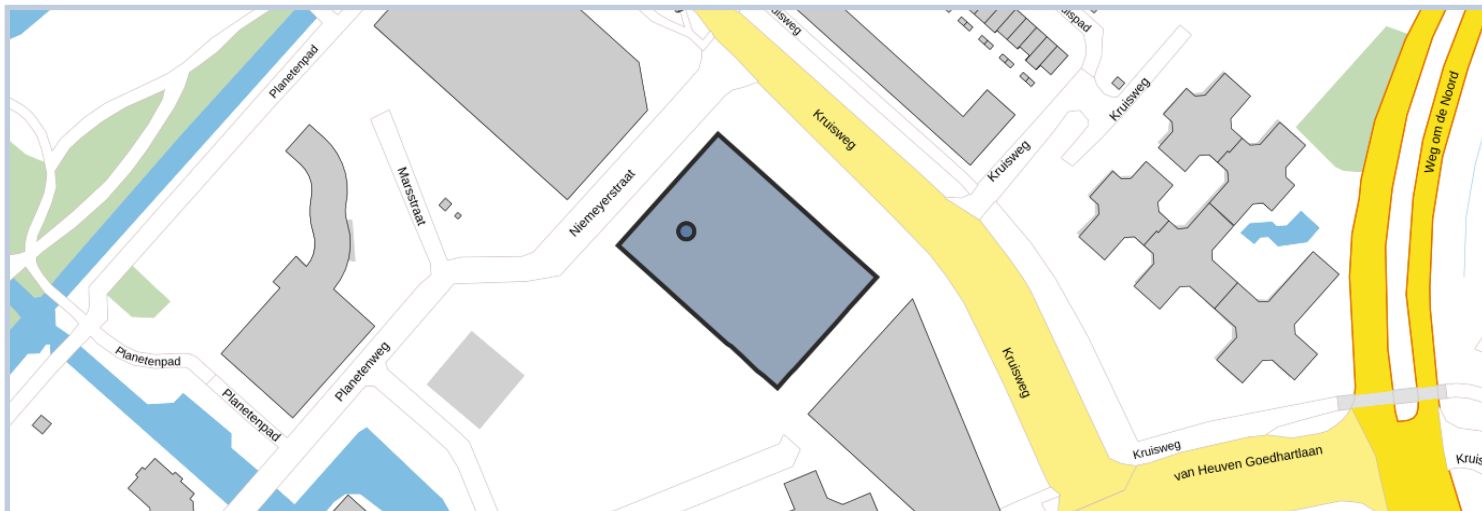 Kruisweg
Kruisweg
Planetenpad
Kruisweg
Kruisweg
Weg om de Noord
Kruisweg
Marsstraat
Niemeyerstraat
Planetenpad
Planetenweg
Kruisweg
Planetenpad
Kruisweg
van Heuven Goedhartlaan